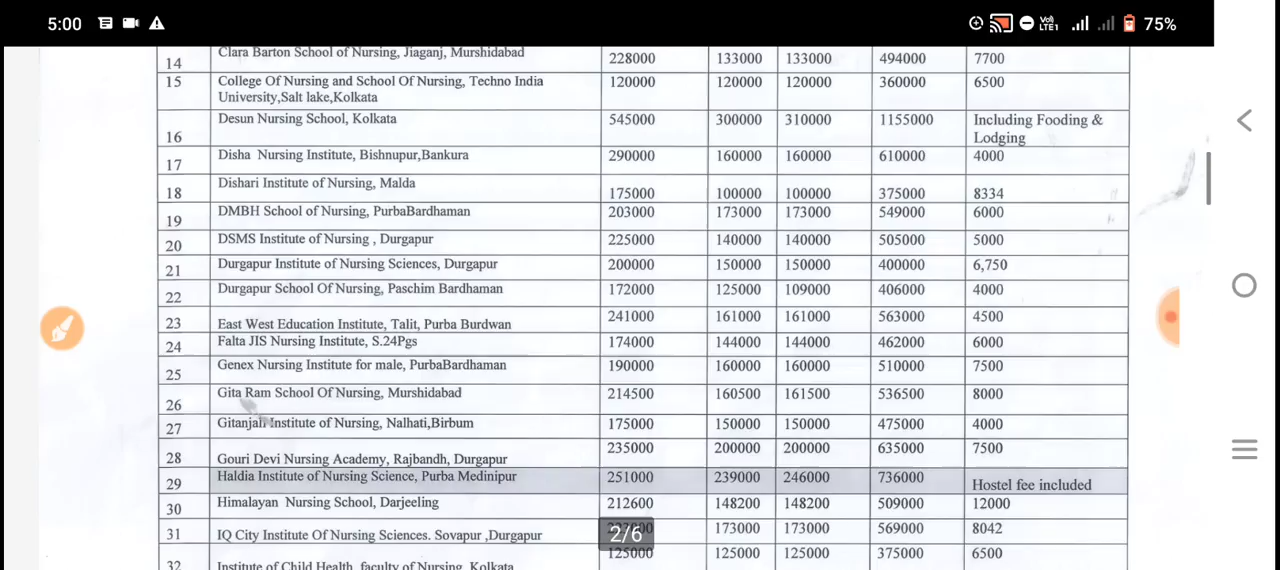 5:00 Vo) LTE1 75%
14 Clara Barton School of Nursing, Jiaganj, Murshidabad 228000 133000 133000 494000 7700
15 College Of Nursing and School Of Nursing, Techno India 120000 120000 120000 360000 6500
University,Salt lake,Kolkata
16 Desun Nursing School, Kolkata 545000 300000 310000 1155000 Including Fooding &
Lodging
17 Disha Nursing Institute, Bishnupur,Bankura 290000 160000 160000 610000 4000
18 Dishari Institute of Nursing, Malda 175000 100000 100000 375000 8334
19 DMBH School of Nursing, PurbaBardhaman 203000 173000 173000 549000 6000
20 DSMS Institute of Nursing , Durgapur 225000 140000 140000 505000 5000
21 Durgapur Institute of Nursing Sciences, Durgapur 200000 150000 150000 400000 6,750
22 Durgapur School Of Nursing, Paschim Bardhaman 172000 125000 109000 406000 4000
23 East West Education Institute, Talit, Purba Burdwan 241000 161000 161000 563000 4500
24 Falta JIS Nursing Institute, S.24Pgs 174000 144000 144000 462000 6000
25 Genex Nursing Institute for male, PurbaBardhaman 190000 160000 160000 510000 7500
26 Gita Ram School Of Nursing, Murshidabad 214500 160500 161500 536500 8000
27 Gitanjali Institute of Nursing, Nalhati,Birbum 175000 150000 150000 475000 4000
28 Gouri Devi Nursing Academy, Rajbandh, Durgapur 235000 200000 200000 635000 7500
29 Haldia Institute of Nursing Science, Purba Medinipur 251000 239000 246000 736000 Hostel fee included
30 Himalayan Nursing School, Darjeeling 212600 148200 148200 509000 12000
31 IQ City Institute Of Nursing Sciences. Sovapur ,Durgapur 173000 173000 569000 8042
2/6
32 Institute of Child Health, faculty of Nursing, Kolkata 125000 125000 125000 375000 6500